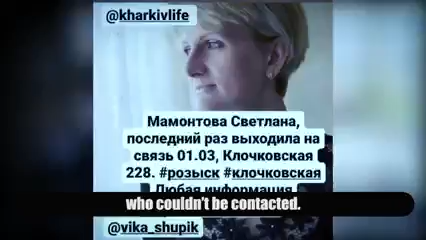 @kharkivlife
Мамонтова Светлана,
последний раз выходила на
связь 01.03, Клочковская
228. #розыск #клочковская
Любая информация
who couldn't be contacted.
@vika_shupik